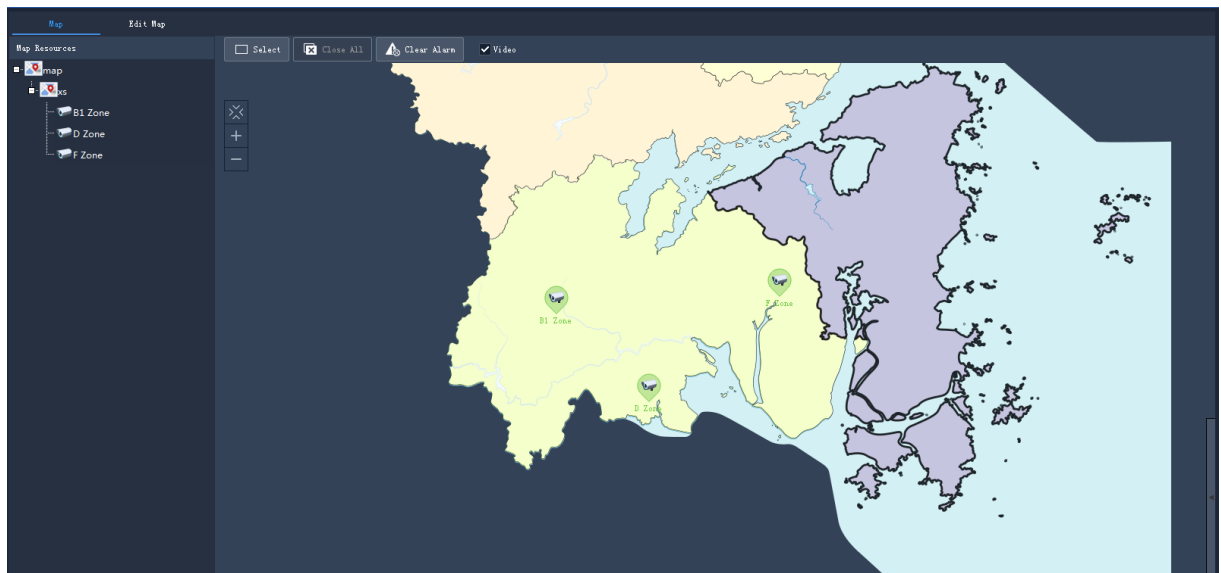 Map
Edit Map
Map Resources
Select
Close All
Clear Alarm
Video
map
xs
B1 Zone
D Zone
F Zone
F Zone
B1 Zone
D Zone